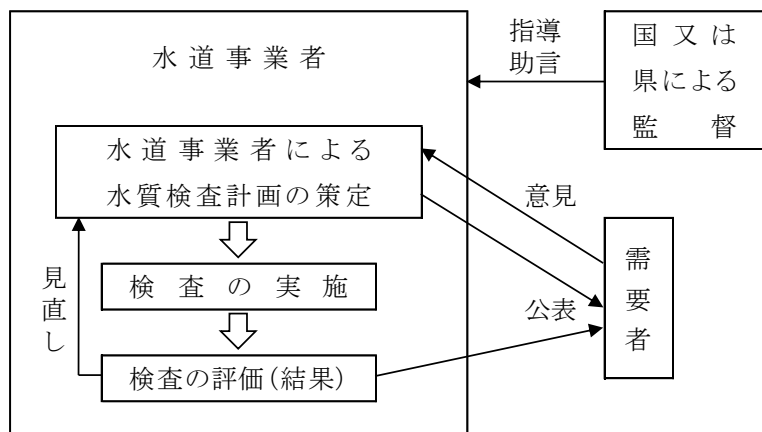 水道事業者
指導
助言
国又は
県による
監督
水道事業者による
水質検査計画の策定
意見
需要者
見直し
検査の実施
公表
検査の評価(結果)